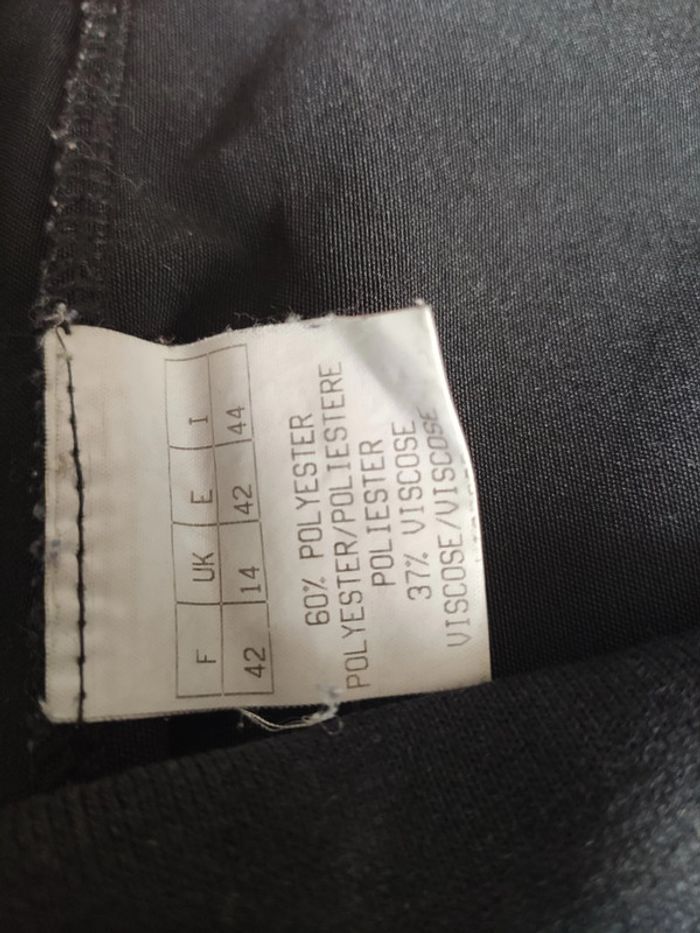 F UK E I
42 14 42 44
60% POLYESTER
POLYESTER/POLIESTERE
POLIESTER
37% VISCOSE
VISCOSE/VISCOSE